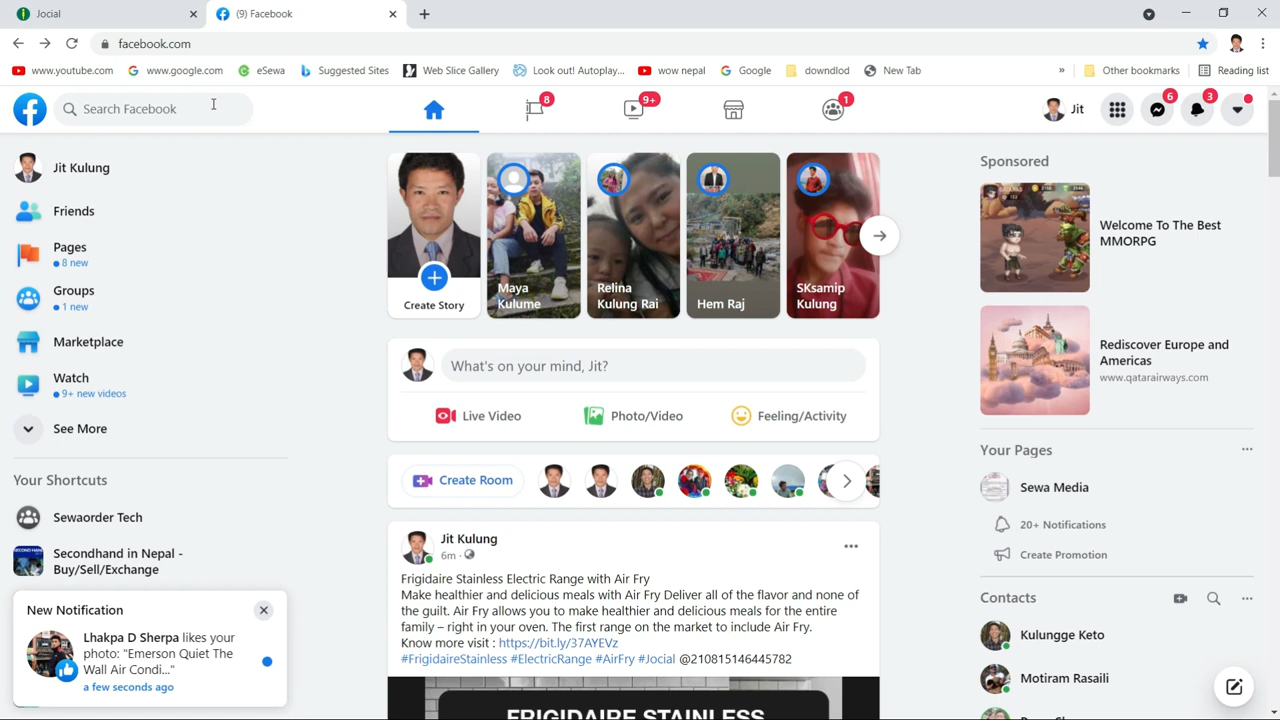 Jocial
(9) Facebook
facebook.com
www.youtube.com
www.google.com
eSewa
Suggested Sites
Web Slice Gallery
Look out! Autoplay...
wow nepal
Google
downdlod
New Tab
»
Other bookmarks
Reading list
Search Facebook
8
9+
1
Jit
6
3
Jit Kulung
Friends
Pages
8 new
Groups
1 new
Marketplace
Watch
9+ new videos
See More
Your Shortcuts
Sewaorder Tech
Secondhand in Nepal -
Buy/Sell/Exchange
New Notification
Lhakpa D Sherpa likes your
photo: "Emerson Quiet The
Wall Air Condi..."
a few seconds ago
Create Story
Maya
Kulume
Relina
Kulung Rai
Hem Raj
SKsamip
Kulung
What's on your mind, Jit?
Live Video
Photo/Video
Feeling/Activity
Create Room
Jit Kulung
6m ·
Frigidaire Stainless Electric Range with Air Fry
Make healthier and delicious meals with Air Fry Deliver all of the flavor and none of
the guilt. Air Fry allows you to make healthier and delicious meals for the entire
family – right in your oven. The first range on the market to include Air Fry.
Know more visit : https://bit.ly/37AYEVz
#FrigidaireStainless #ElectricRange #AirFry #Jocial @210815146445782
FRIGIDAIRE STAINLESS
Sponsored
Welcome To The Best
MMORPG
Rediscover Europe and
Americas
www.qatarairways.com
Your Pages
Sewa Media
20+ Notifications
Create Promotion
Contacts
Kulungge Keto
Motiram Rasaili